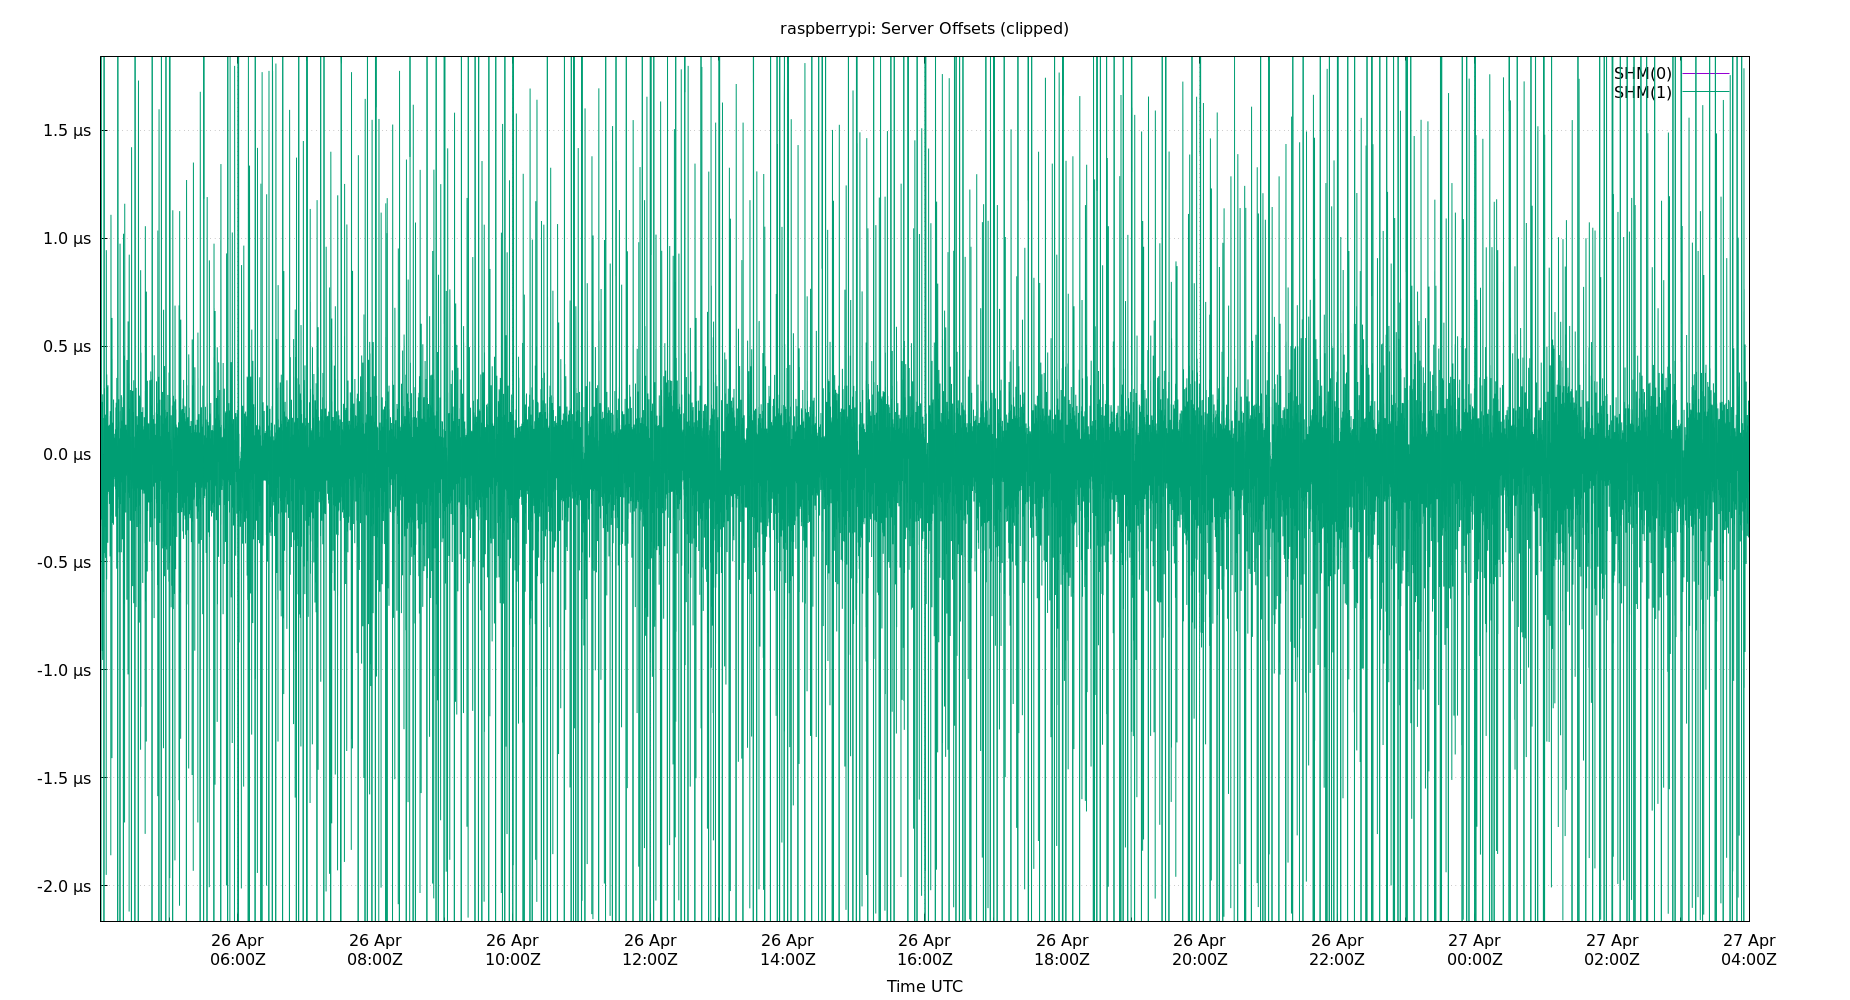 raspberrypi: Server Offsets (clipped)
SHM(0)
SHM(1)
1.5 µs
1.0 µs
0.5 µs
0.0 µs
-0.5 µs
-1.0 µs
-1.5 µs
-2.0 µs
26 Apr 26 Apr 26 Apr 26 Apr 26 Apr 26 Apr 26 Apr 26 Apr 26 Apr 27 Apr 27 Apr 27 Apr
06:00Z 08:00Z 10:00Z 12:00Z 14:00Z 16:00Z 18:00Z 20:00Z 22:00Z 00:00Z 02:00Z 04:00Z
Time UTC